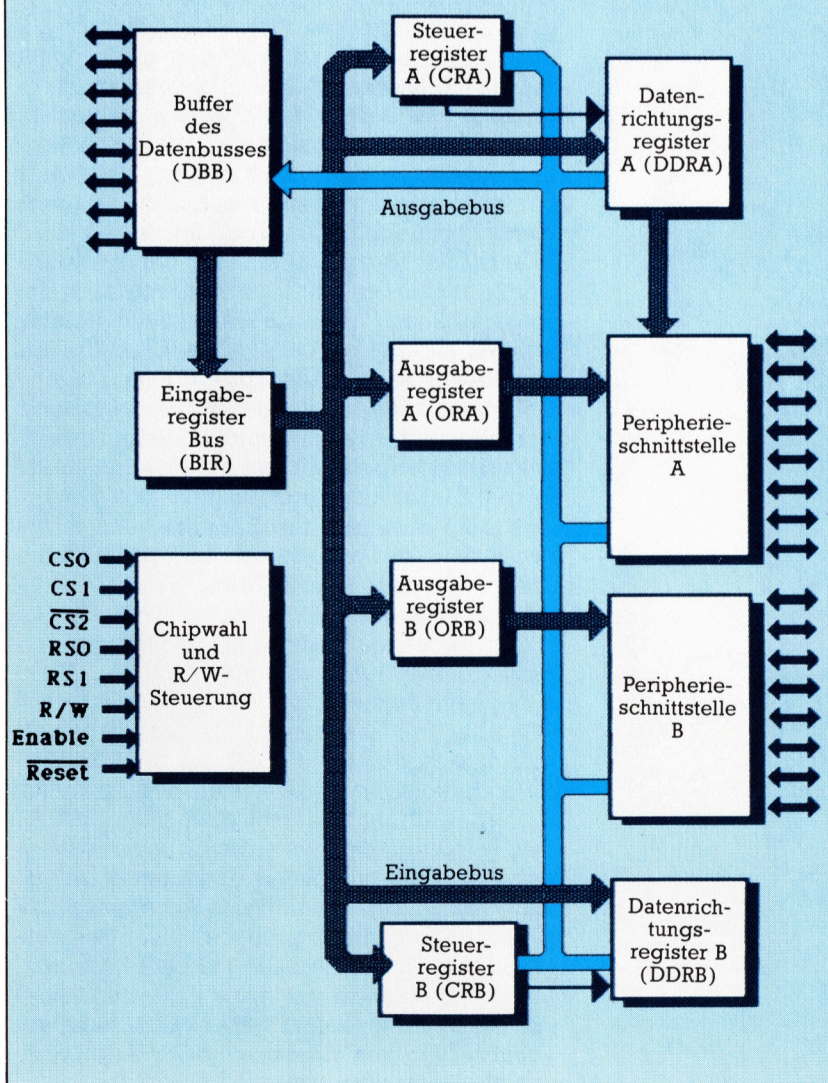 Buffer
des
Datenbusses
(DBB)
Steuer-
register
A (CRA)
Daten-
richtungs-
register
A (DDRA)
Ausgabebus
Eingabe-
register
Bus
(BIR)
Ausgabe-
register
A (ORA)
Peripherie-
schnittstelle
A
CS0
CS1
C̅S̅2̅
RS0
RS1
R/W
Enable
R̅e̅s̅e̅t̅
Chipwahl
und
R/W-
Steuerung
Ausgabe-
register
B (ORB)
Peripherie-
schnittstelle
B
Eingabebus
Steuer-
register
B (CRB)
Datenrich-
tungs-
register B
(DDRB)